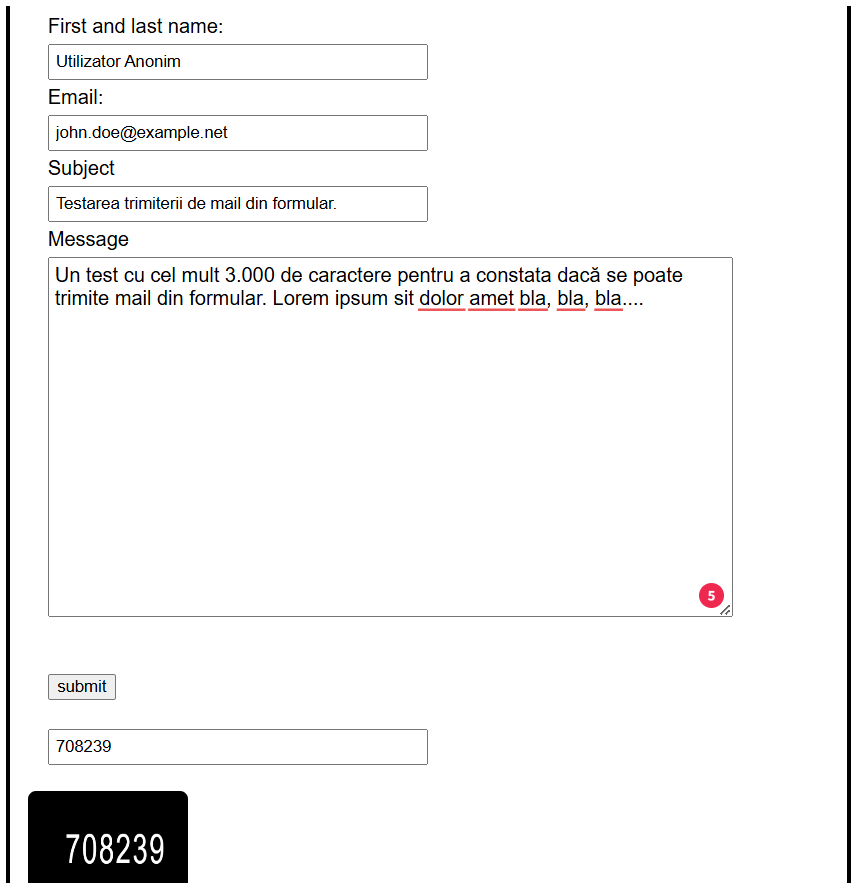 First and last name:
Utilizator Anonim
Email:
john.doe@example.net
Subject
Testarea trimiterii de mail din formular.
Message
Un test cu cel mult 3.000 de caractere pentru a constata dacă se poate
trimite mail din formular. Lorem ipsum sit dolor amet bla, bla, bla....
5
submit
708239
708239